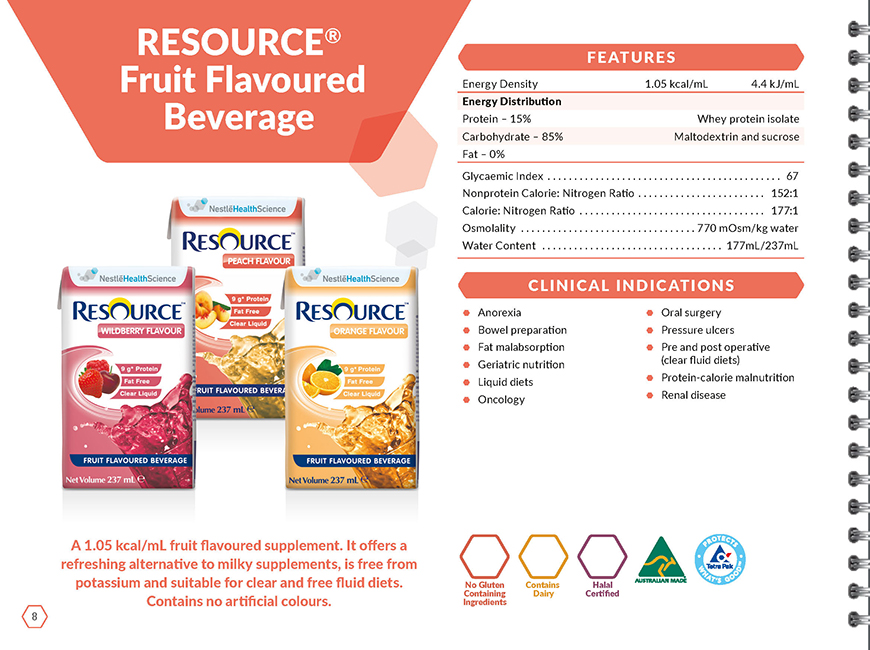 RESOURCE®
Fruit Flavoured
Beverage
NestléHealthScience
RESOURCE™
PEACH FLAVOUR
9 g* Protein
Fat Free
Clear Liquid
RUIT FLAVOURED BEVERA
lume 237 mL ℮
NestléHealthScience
RESOURCE™
WILDBERRY FLAVOUR
9 g* Protein
Fat Free
Clear Liquid
FRUIT FLAVOURED BEVERAGE
Net Volume 237 mL ℮
NestléHealthScience
RESOURCE™
ORANGE FLAVOUR
9 g* Protein
Fat Free
Clear Liquid
FRUIT FLAVOURED BEVERAGE
Net Volume 237 mL ℮
A 1.05 kcal/mL fruit flavoured supplement. It offers a
refreshing alternative to milky supplements, is free from
potassium and suitable for clear and free fluid diets.
Contains no artificial colours.
8
FEATURES
Energy Density 1.05 kcal/mL 4.4 kJ/mL
Energy Distribution
Protein – 15% Whey protein isolate
Carbohydrate – 85% Maltodextrin and sucrose
Fat – 0%
Glycaemic Index 67
Nonprotein Calorie: Nitrogen Ratio 152:1
Calorie: Nitrogen Ratio 177:1
Osmolality 770 mOsm/kg water
Water Content 177mL/237mL
CLINICAL INDICATIONS
Anorexia
Bowel preparation
Fat malabsorption
Geriatric nutrition
Liquid diets
Oncology
Oral surgery
Pressure ulcers
Pre and post operative
(clear fluid diets)
Protein-calorie malnutrition
Renal disease
No Gluten
Containing
Ingredients
Contains
Dairy
Halal
Certified
AUSTRALIAN MADE
PROTECTS
Tetra Pak
WHAT'S GOOD